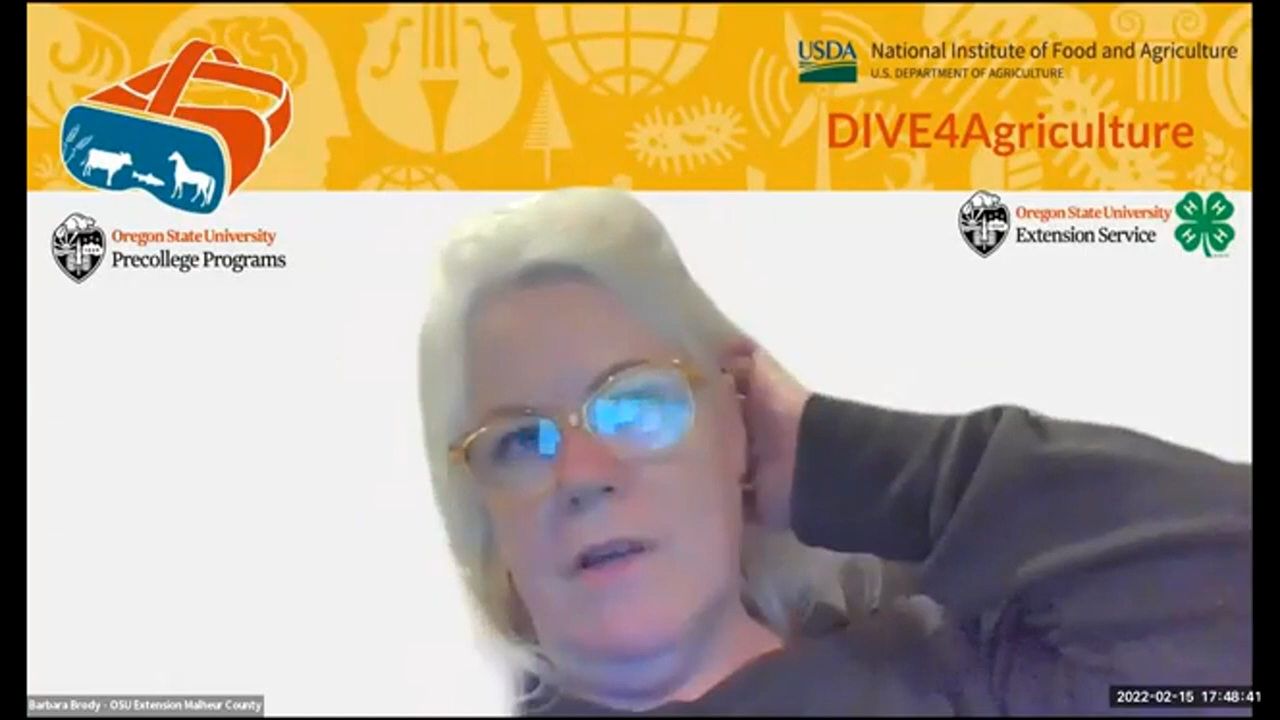 USDA
National Institute of Food and Agriculture
U.S. DEPARTMENT OF AGRICULTURE
DIVE4Agriculture
Oregon State University
Precollege Programs
Oregon State University
Extension Service
H H
H H
Barbara Brody - OSU Extension Malheur County
2022-02-15 17:48:41